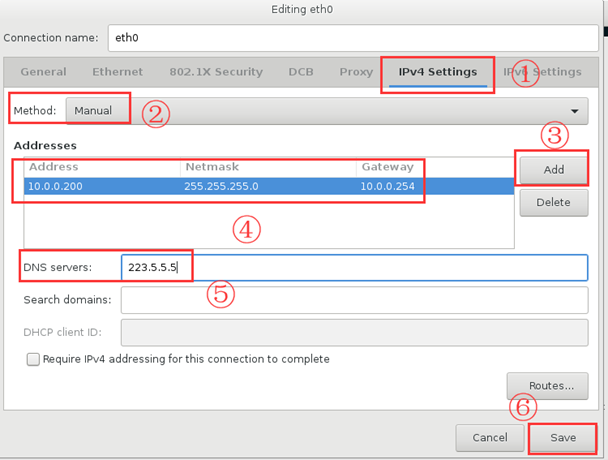 Editing eth0
Connection name: eth0
General Ethernet 802.1X Security DCB Proxy IPv4 Settings ① IPv6 Settings
Method: Manual ②
Addresses
③
Address Netmask Gateway
Add
10.0.0.200 255.255.255.0 10.0.0.254
Delete
④
DNS servers: 223.5.5.5
⑤
Search domains:
DHCP client ID:
Require IPv4 addressing for this connection to complete
Routes...
⑥
Cancel Save